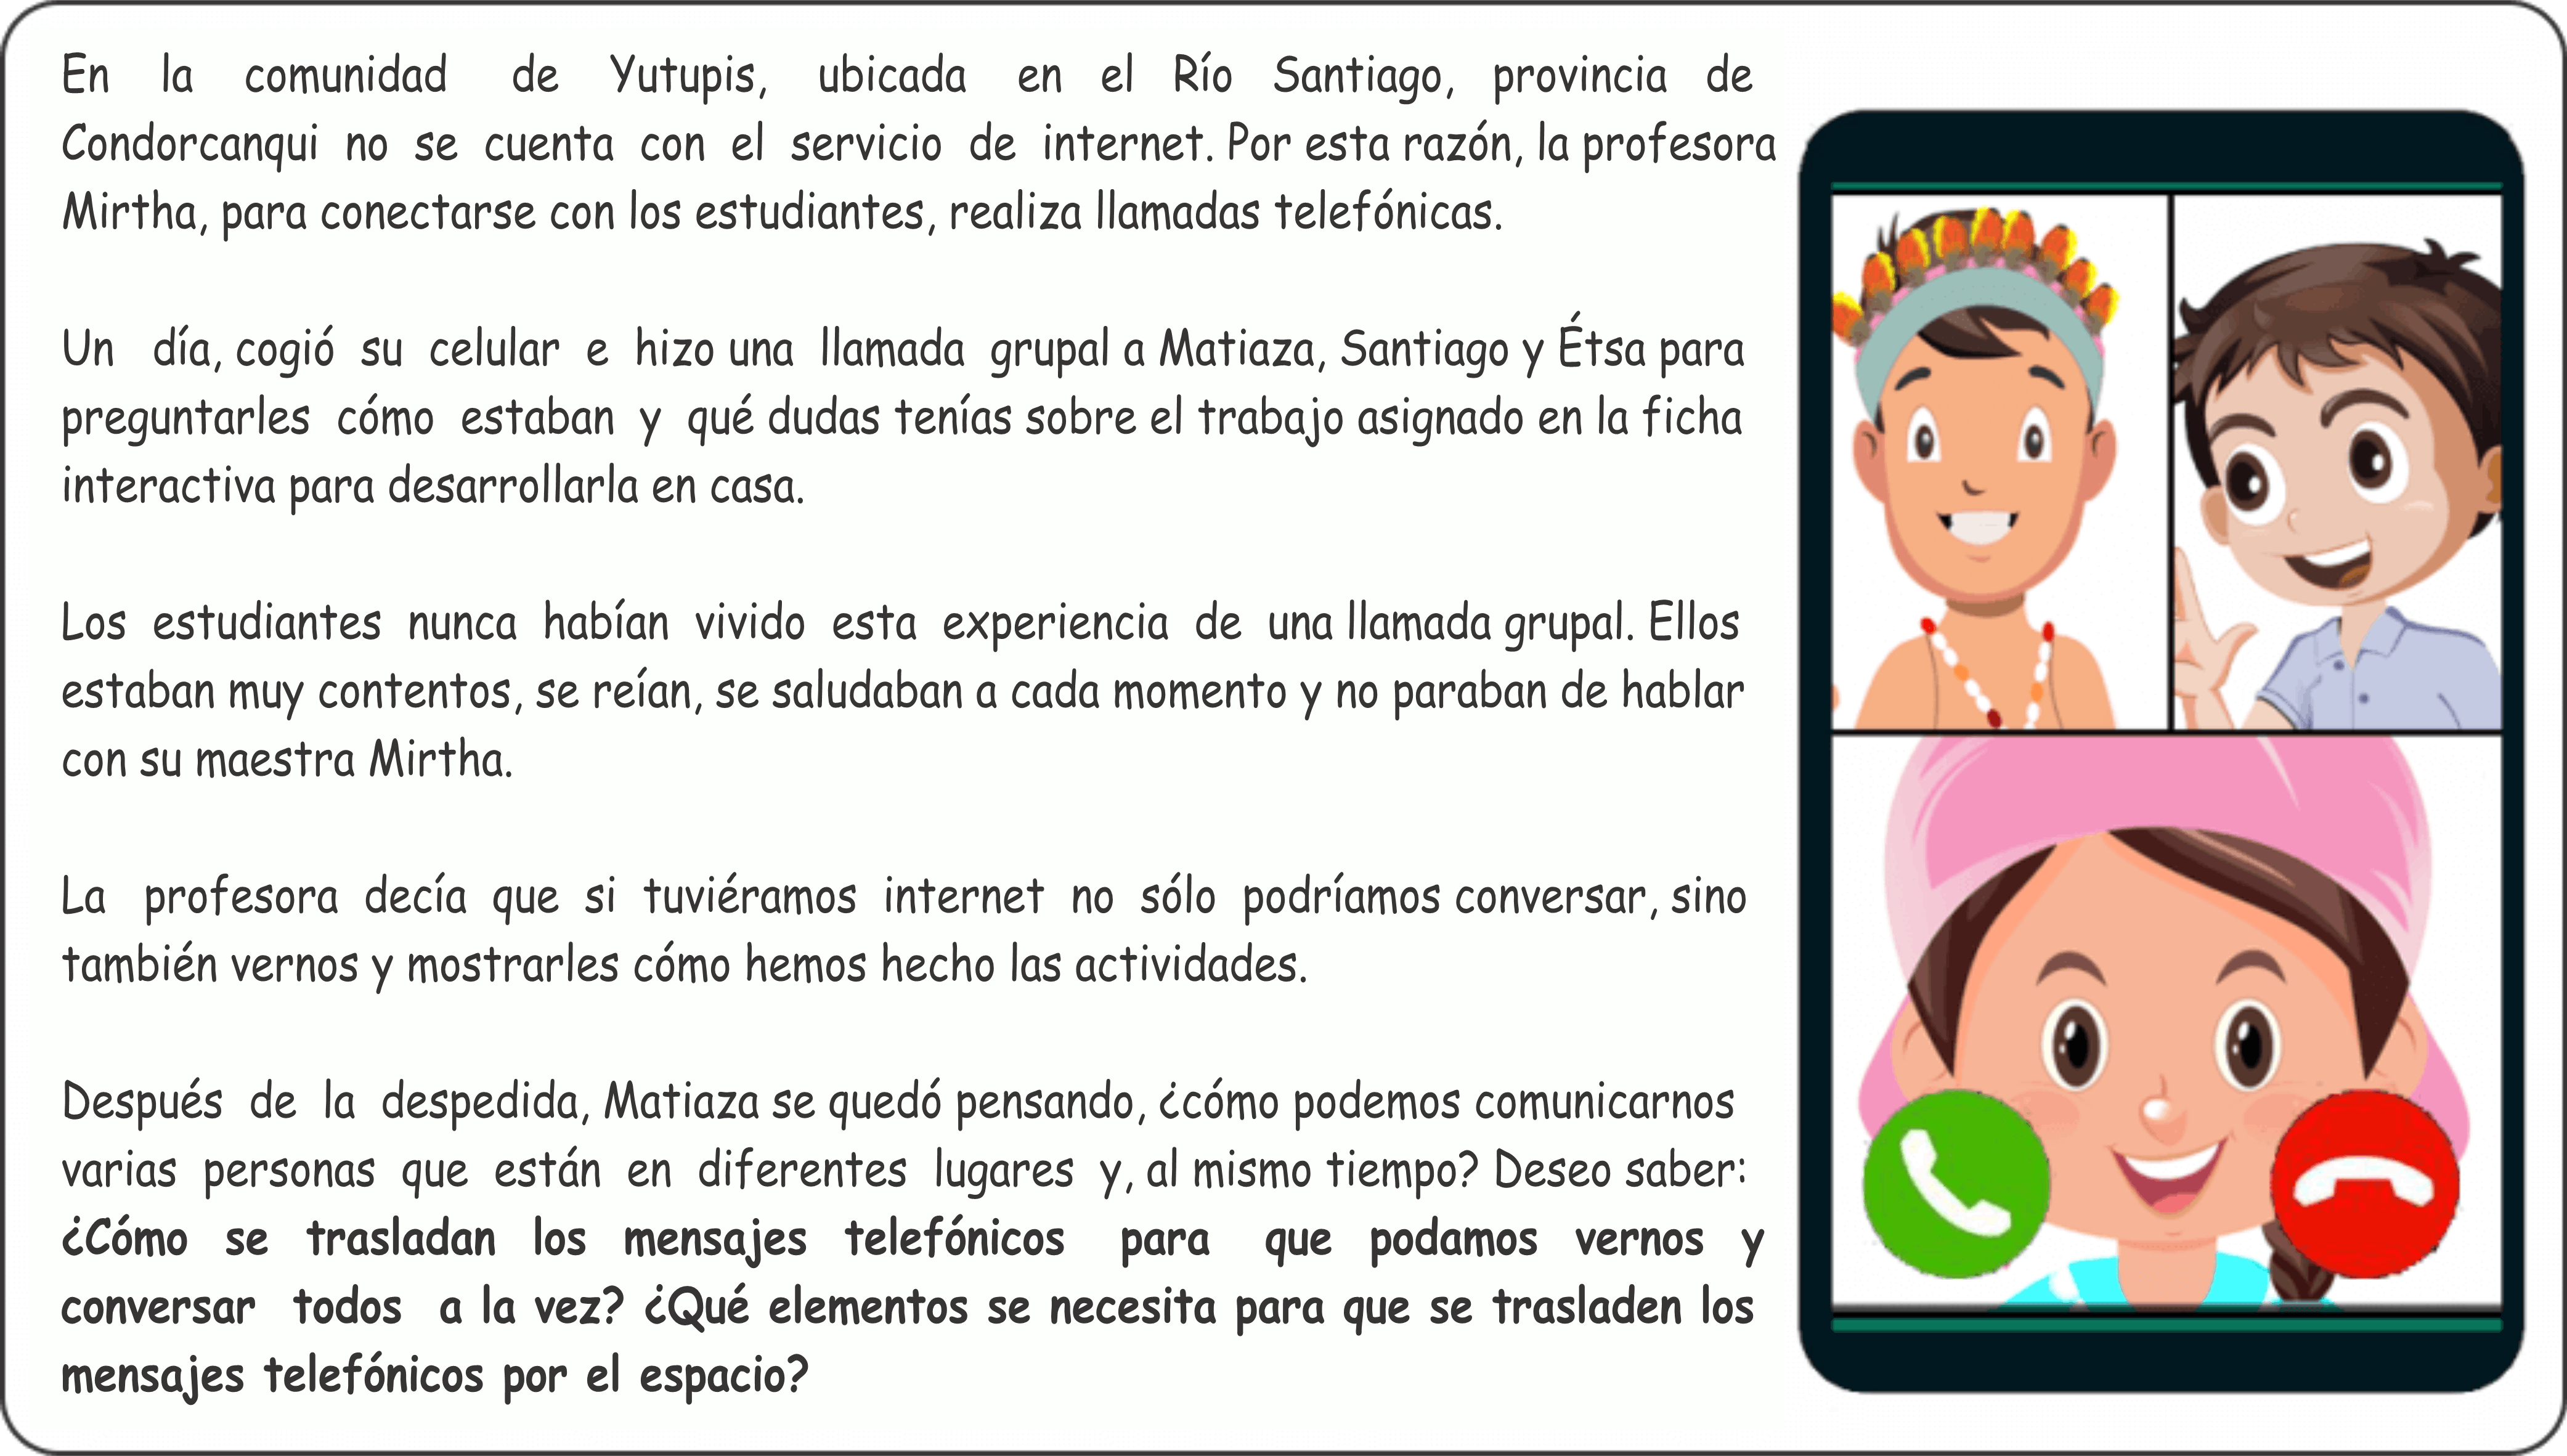 En la comunidad de Yutupis, ubicada en el Río Santiago, provincia de
Condorcanqui no se cuenta con el servicio de internet. Por esta razón, la profesora
Mirtha, para conectarse con los estudiantes, realiza llamadas telefónicas.
Un día, cogió su celular e hizo una llamada grupal a Matiaza, Santiago y Étsa para
preguntarles cómo estaban y qué dudas tenías sobre el trabajo asignado en la ficha
interactiva para desarrollarla en casa.
Los estudiantes nunca habían vivido esta experiencia de una llamada grupal. Ellos
estaban muy contentos, se reían, se saludaban a cada momento y no paraban de hablar
con su maestra Mirtha.
La profesora decía que si tuviéramos internet no sólo podríamos conversar, sino
también vernos y mostrarles cómo hemos hecho las actividades.
Después de la despedida, Matiaza se quedó pensando, ¿cómo podemos comunicarnos
varias personas que están en diferentes lugares y, al mismo tiempo? Deseo saber:
¿Cómo se trasladan los mensajes telefónicos para que podamos vernos y
conversar todos a la vez? ¿Qué elementos se necesita para que se trasladen los
mensajes telefónicos por el espacio?